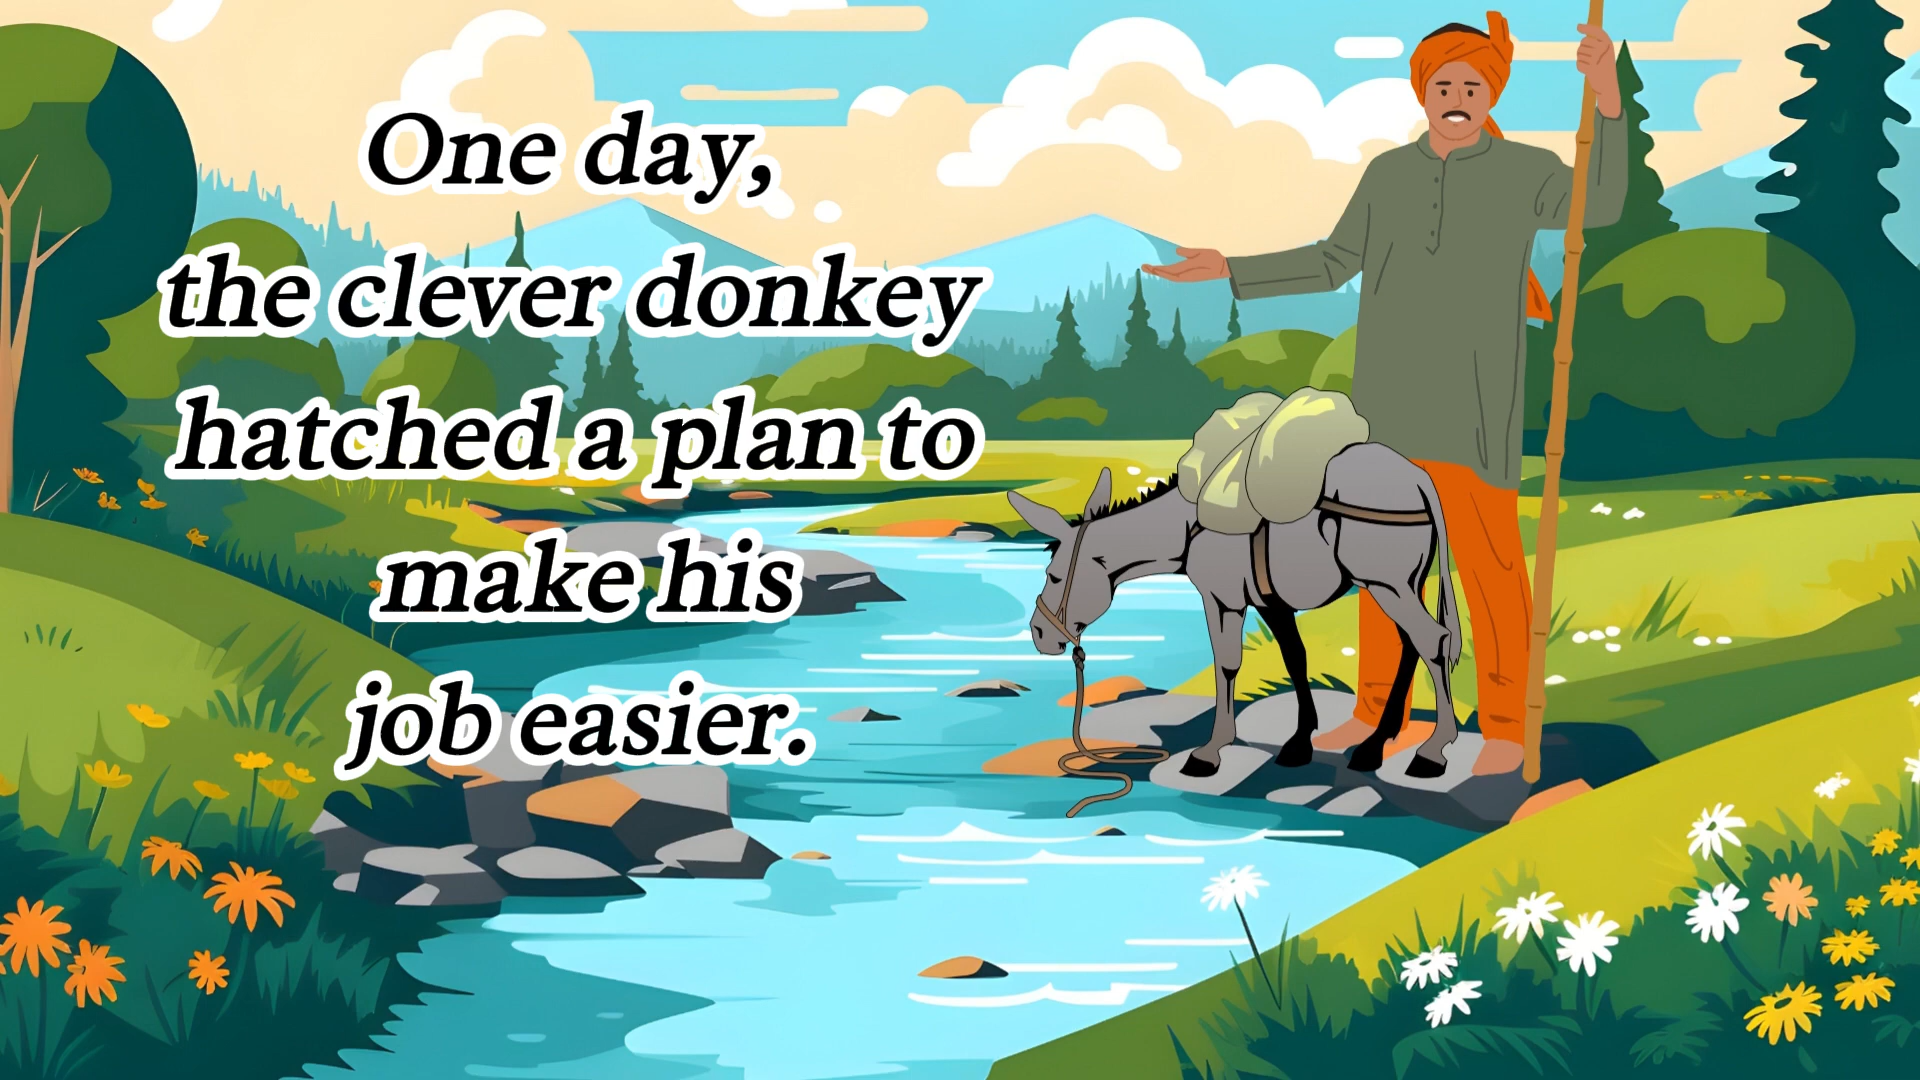 One day,
the clever donkey
hatched a plan to
make his
job easier.